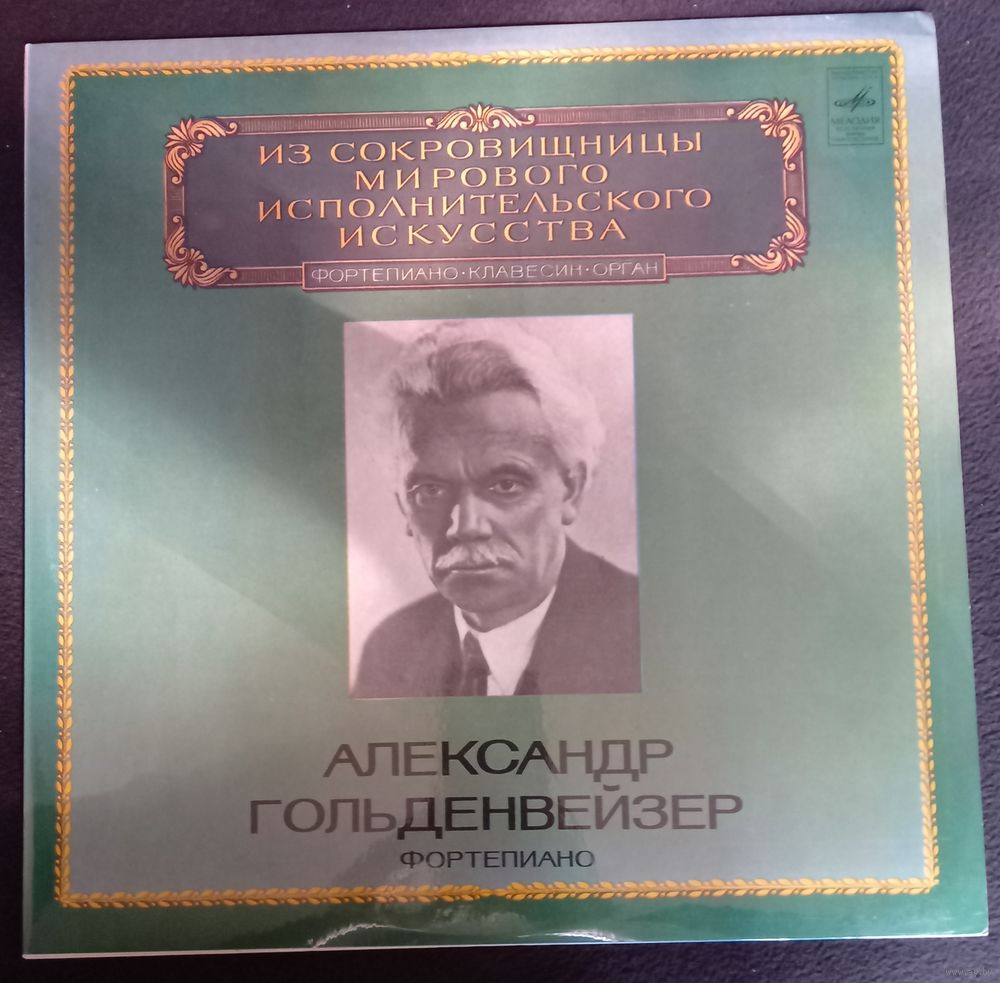 МЕЛОДИЯ
ИЗ СОКРОВИЩНИЦЫ
МИРОВОГО
ИСПОЛНИТЕЛЬСКОГО
ИСКУССТВА
ФОРТЕПИАНО·КЛАВЕСИН·ОРГАН
АЛЕКСАНДР
ГОЛЬДЕНВЕЙЗЕР
ФОРТЕПИАНО